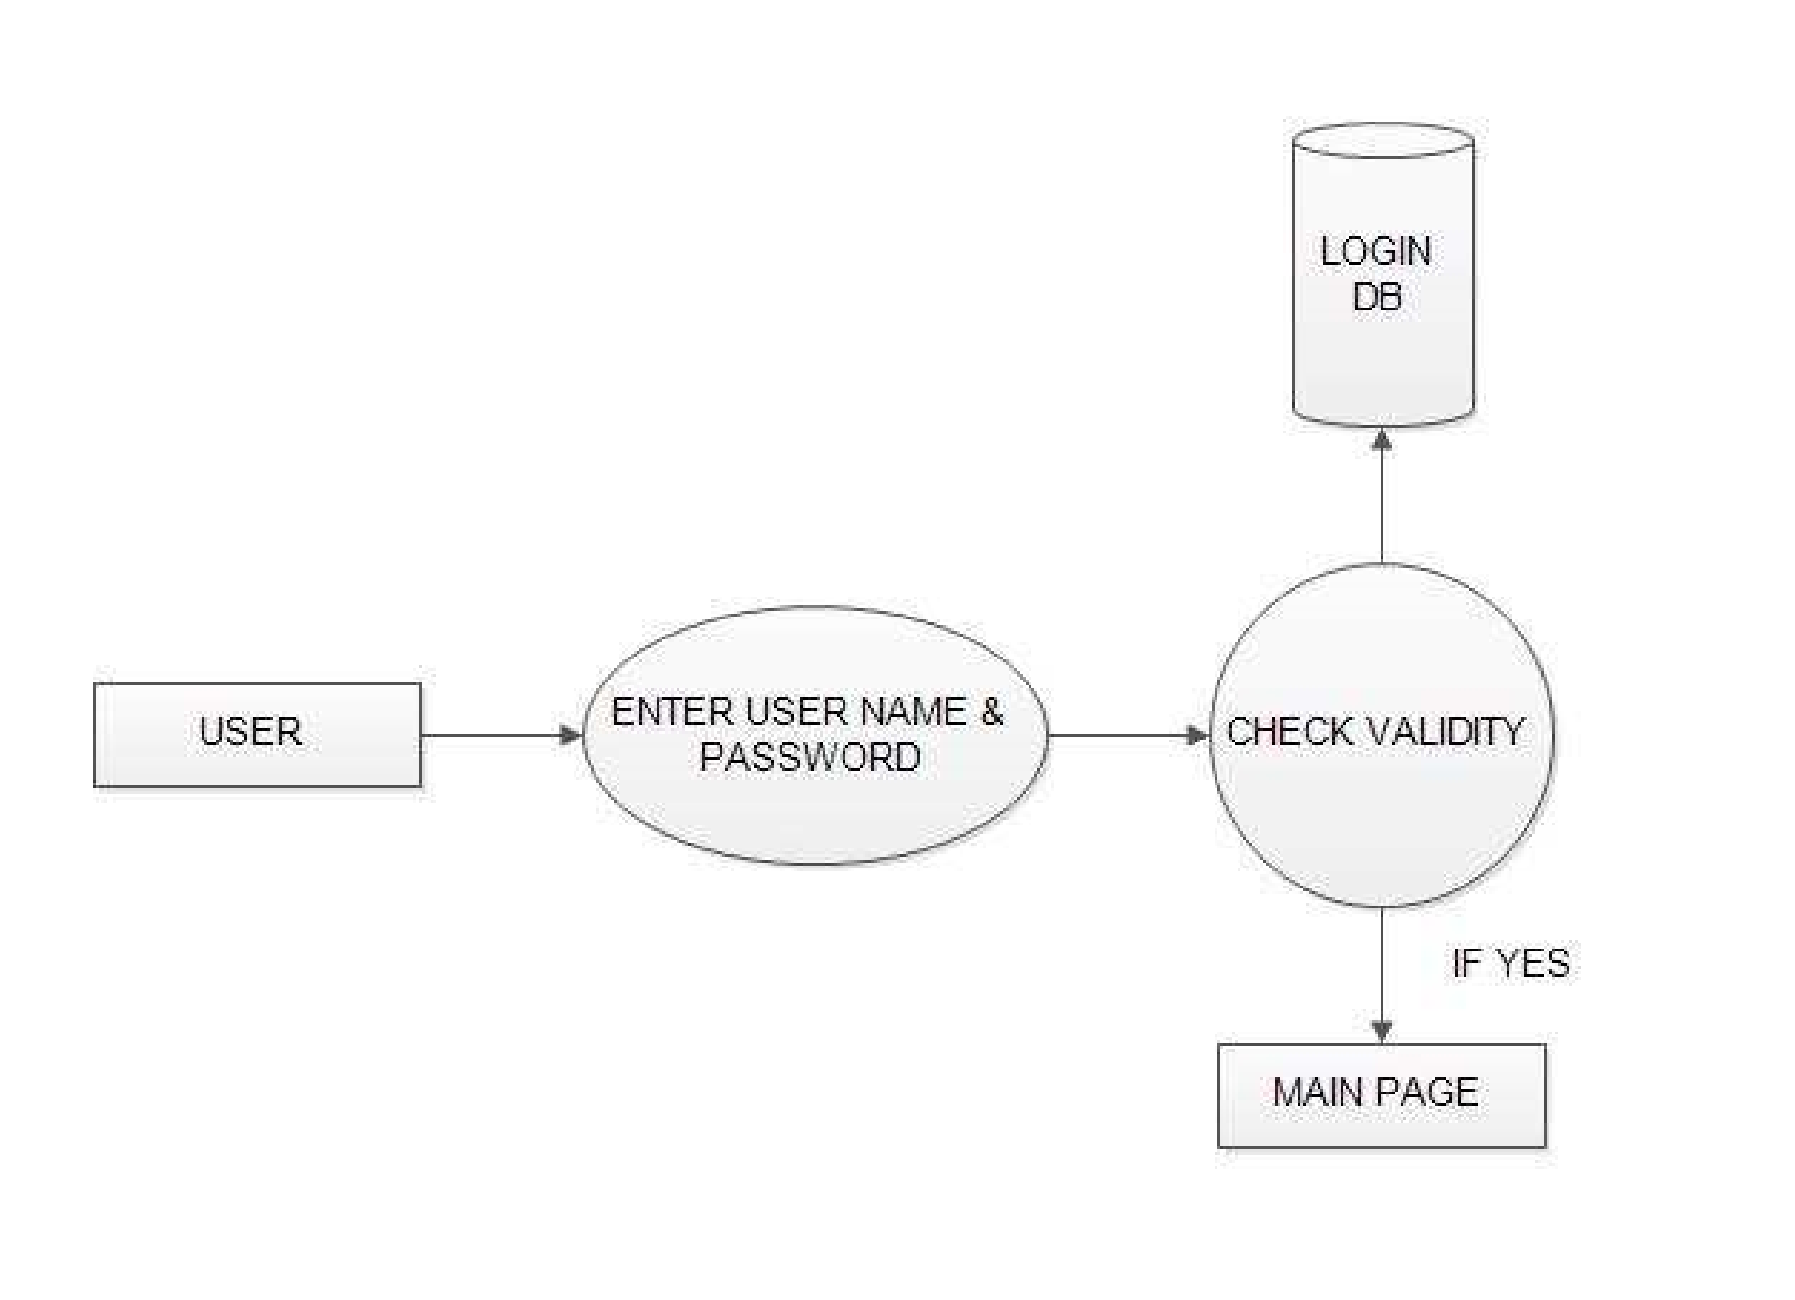 LOGIN
DB
USER
ENTER USER NAME &
PASSWORD
CHECK VALIDITY
IF YES
MAIN PAGE